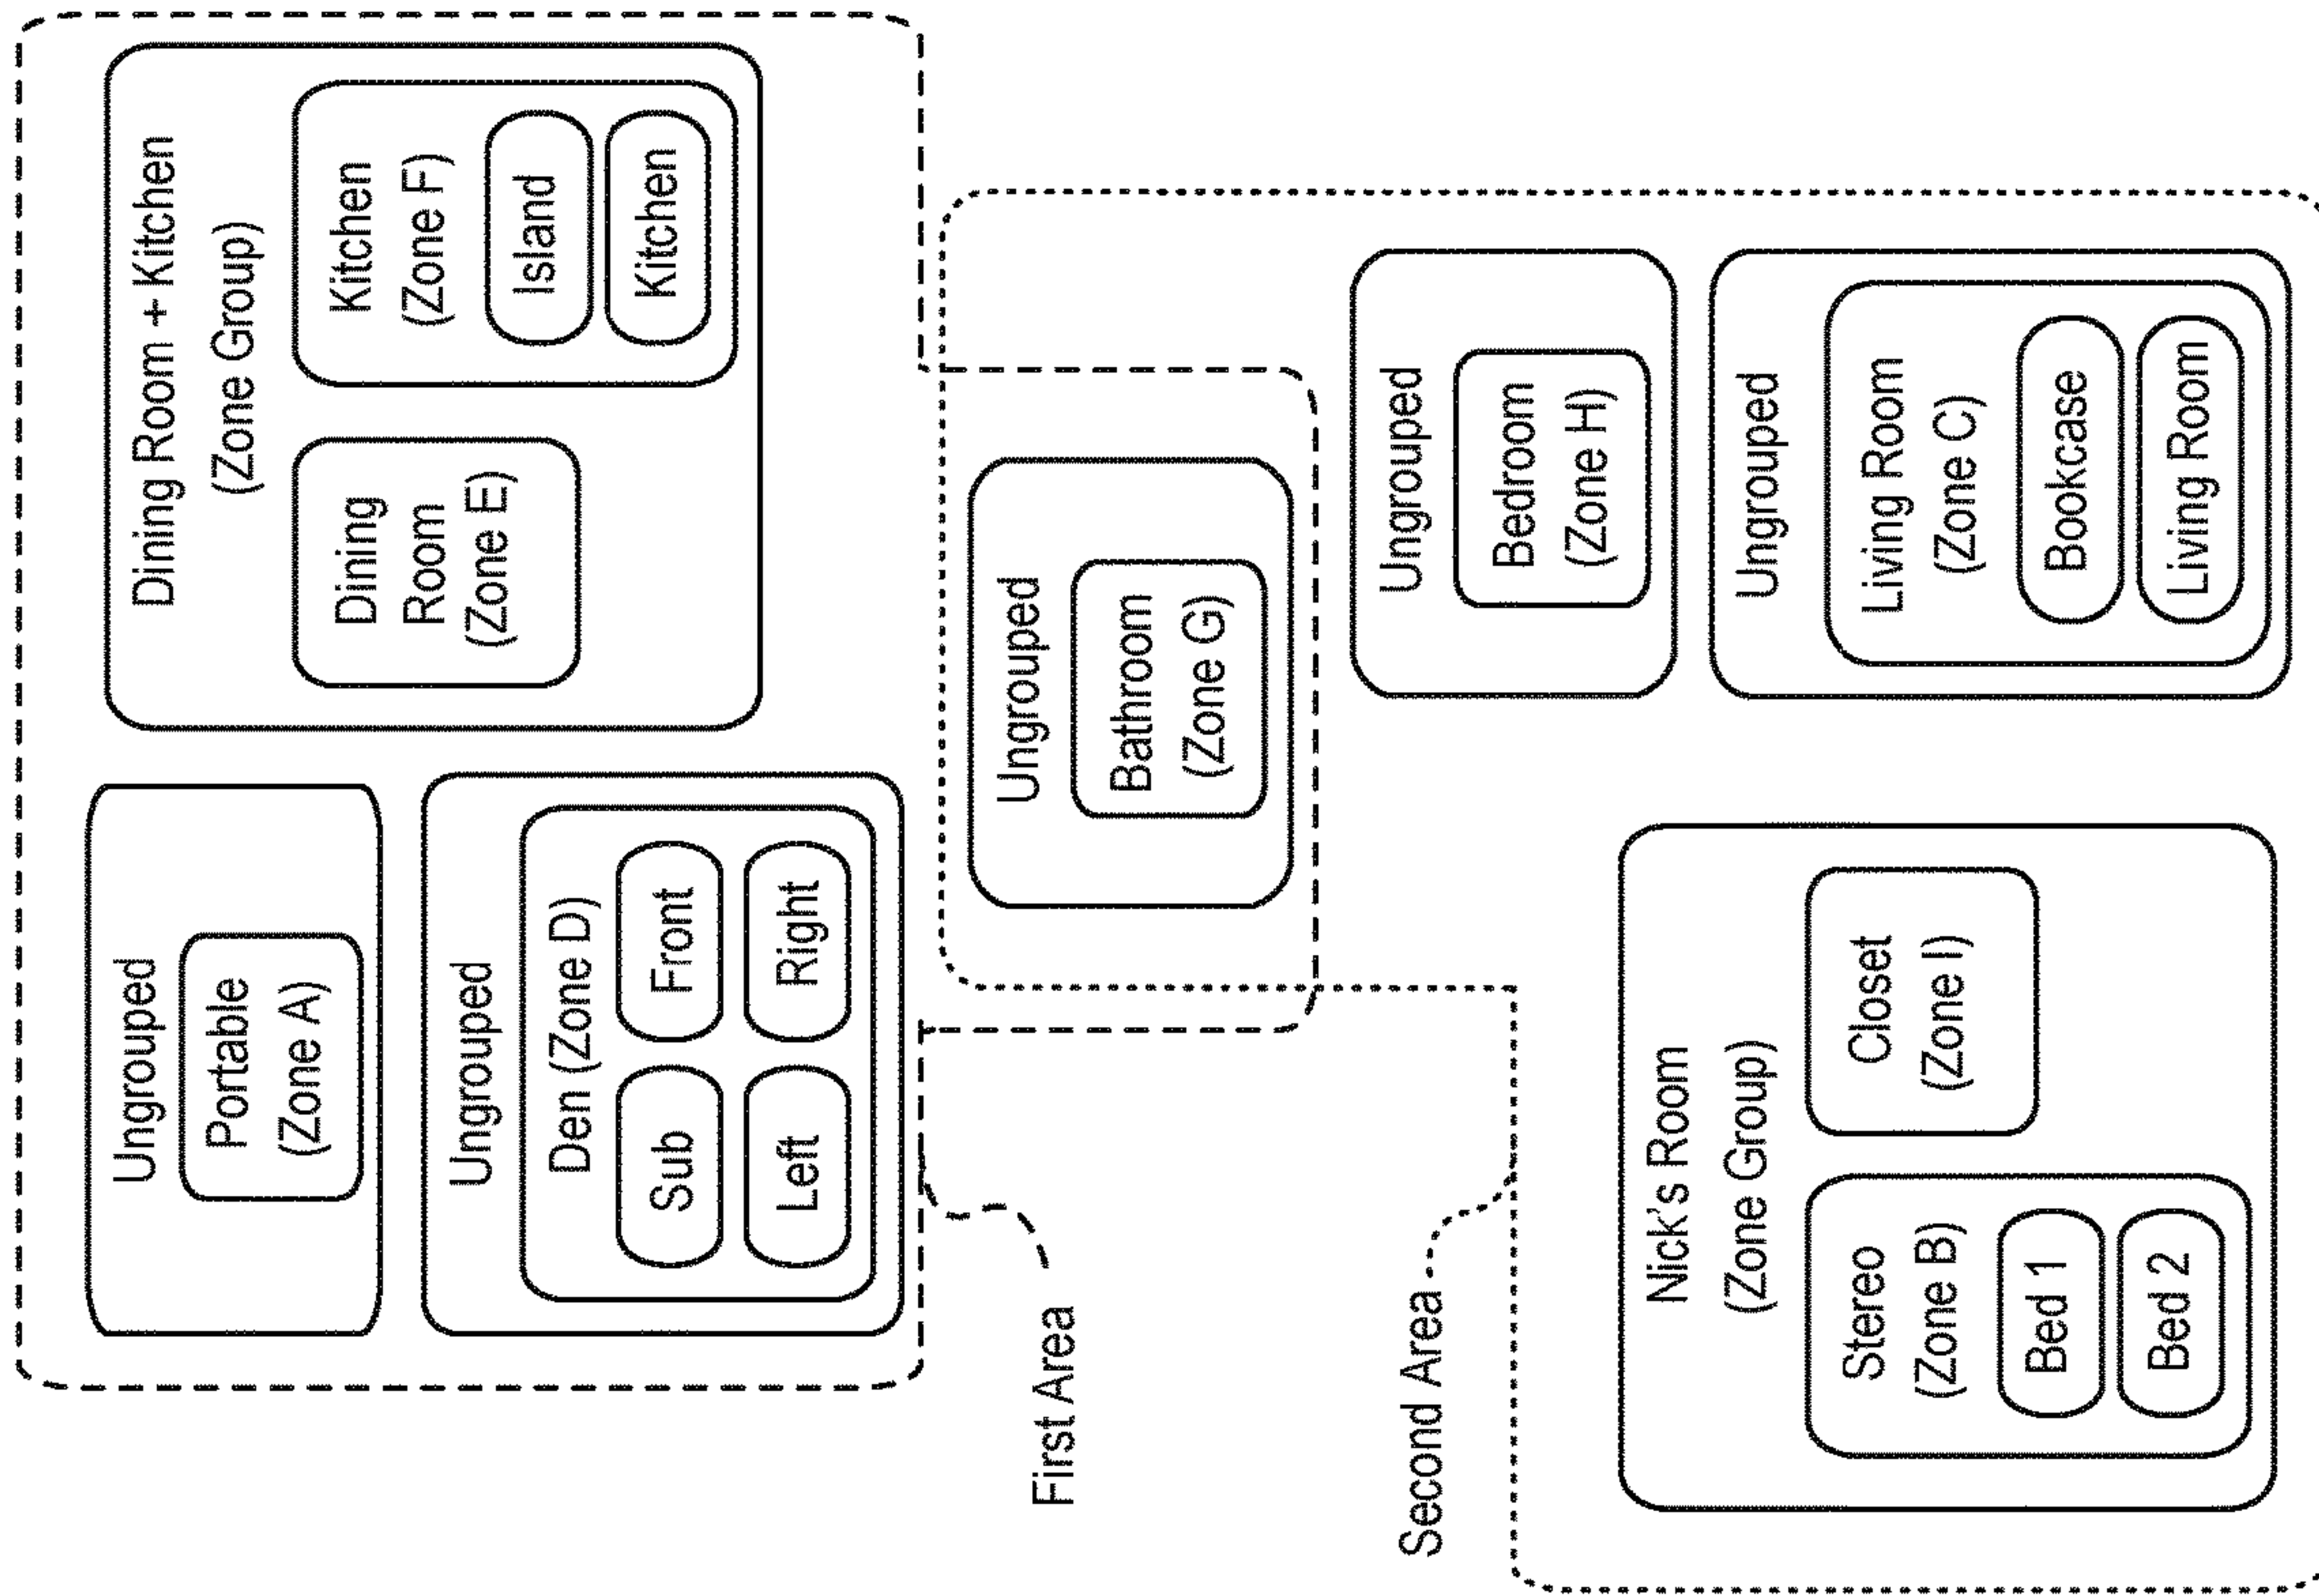 Ungrouped
Portable
(Zone A)
Ungrouped
Den (Zone D)
Sub
Front
Left
Right
Dining Room + Kitchen
(Zone Group)
Dining
Room
(Zone E)
Kitchen
(Zone F)
Island
Kitchen
First Area
Ungrouped
Bathroom
(Zone G)
Second Area
Ungrouped
Bedroom
(Zone H)
Nick's Room
(Zone Group)
Stereo
(Zone B)
Bed 1
Bed 2
Closet
(Zone I)
Ungrouped
Living Room
(Zone C)
Bookcase
Living Room